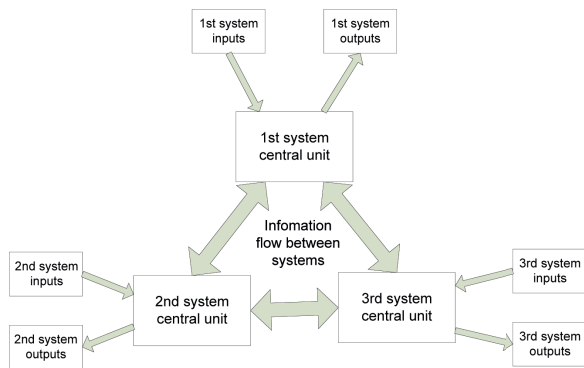 1st system
inputs
1st system
outputs
1st system
central unit
Infomation
flow between
systems
2nd system
inputs
2nd system
central unit
2nd system
outputs
3rd system
central unit
3rd system
inputs
3rd system
outputs